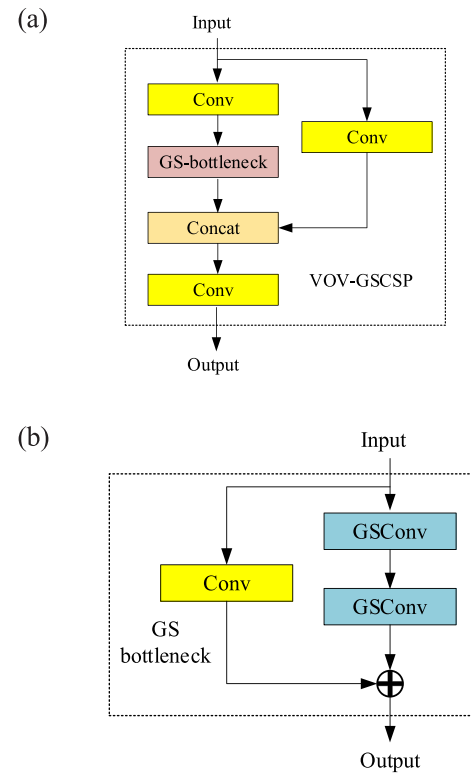 (a)
Input
Conv
Conv
GS-bottleneck
Concat
Conv
VOV-GSCSP
Output
(b)
Input
GSConv
Conv
GSConv
GS
bottleneck
Output